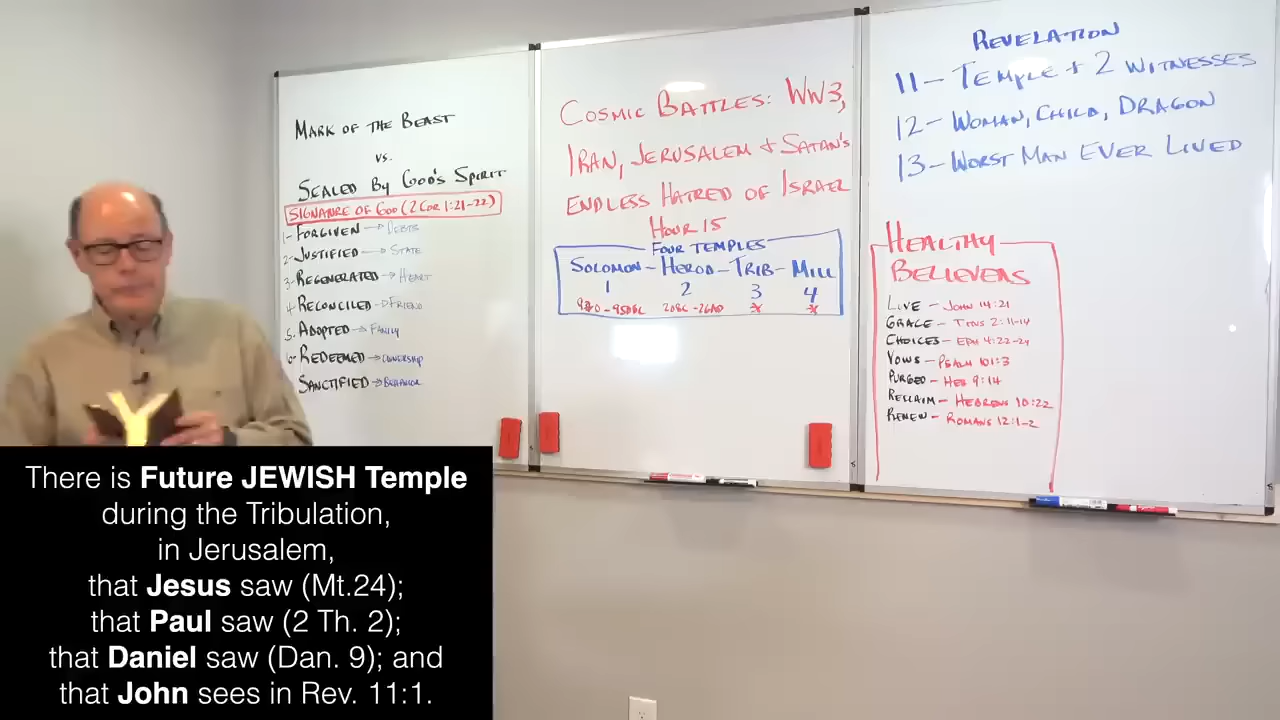 MARK OF THE BEAST
VS.
SEALED BY GOD'S SPIRIT
SIGNATURE OF GOD (2 COR 1:21-22)
1- FORGIVEN → DEBTS
2- JUSTIFIED → STATE
3- REGENERATED → HEART
4 RECONCILED → FRIEND
5. ADOPTED → FAMILY
6- REDEEMED → OWNERSHIP
SANCTIFIED → BEHAVIOR
COSMIC BATTLES: WW3,
IRAN, JERUSALEM + SATAN'S
ENDLESS HATRED OF ISRAEL
HOUR 15
FOUR TEMPLES
SOLOMON - HEROD - TRIB - MILL
1 2 3 4
20BC - 26AD * *
REVELATION
11 - TEMPLE + 2 WITNESSES
12 - WOMAN, CHILD, DRAGON
13 - WORST MAN EVER LIVED
HEALTHY
BELIEVERS
LIVE - JOHN 14:21
GRACE - TITUS 2:11-14
CHOICES - EPH 4:22-24
VOWS - PSALM 101:3
PURGED - HEB 9:14
RECLAIM - HEBREWS 10:22
RENEW - ROMANS 12:1-2
There is Future JEWISH Temple
during the Tribulation,
in Jerusalem,
that Jesus saw (Mt.24);
that Paul saw (2 Th. 2);
that Daniel saw (Dan. 9); and
that John sees in Rev. 11:1.